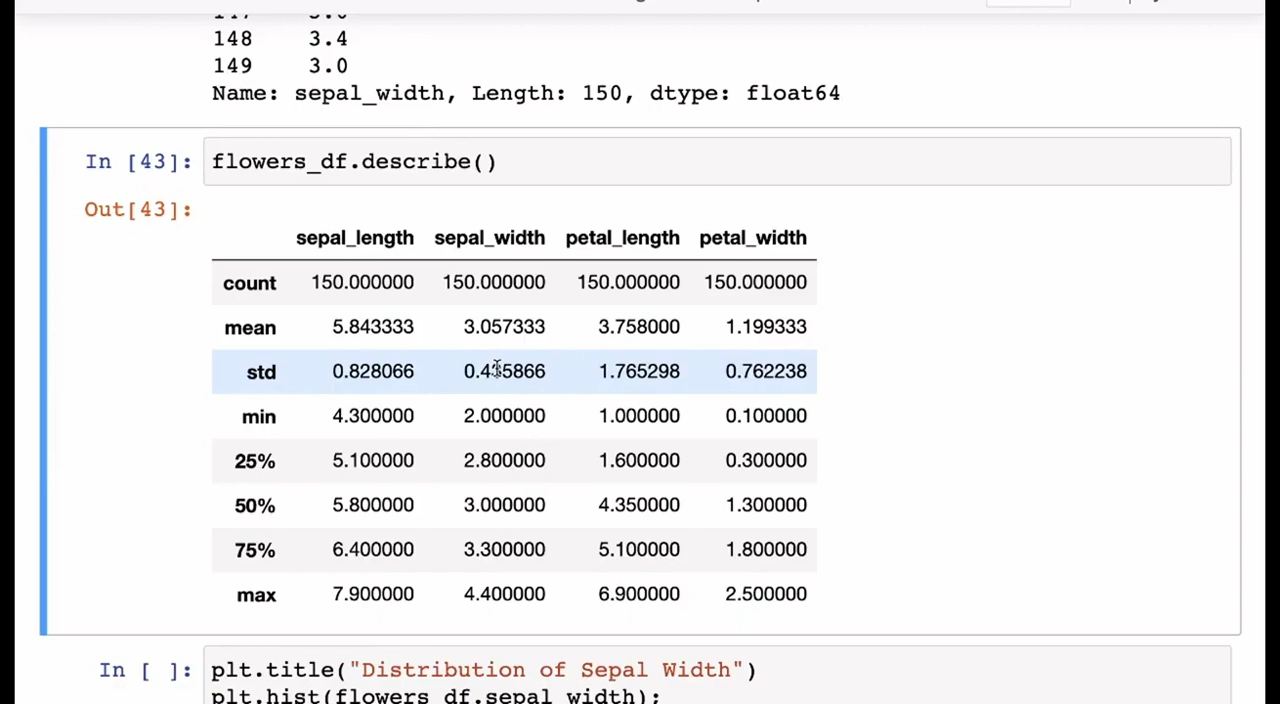 148 3.4
149 3.0
Name: sepal_width, Length: 150, dtype: float64
In [43]: flowers_df.describe()
Out[43]:
sepal_length sepal_width petal_length petal_width
count 150.000000 150.000000 150.000000 150.000000
mean 5.843333 3.057333 3.758000 1.199333
std 0.828066 0.435866 1.765298 0.762238
min 4.300000 2.000000 1.000000 0.100000
25% 5.100000 2.800000 1.600000 0.300000
50% 5.800000 3.000000 4.350000 1.300000
75% 6.400000 3.300000 5.100000 1.800000
max 7.900000 4.400000 6.900000 2.500000
In [ ]: plt.title("Distribution of Sepal Width")
plt.hist(flowers_df.sepal_width);